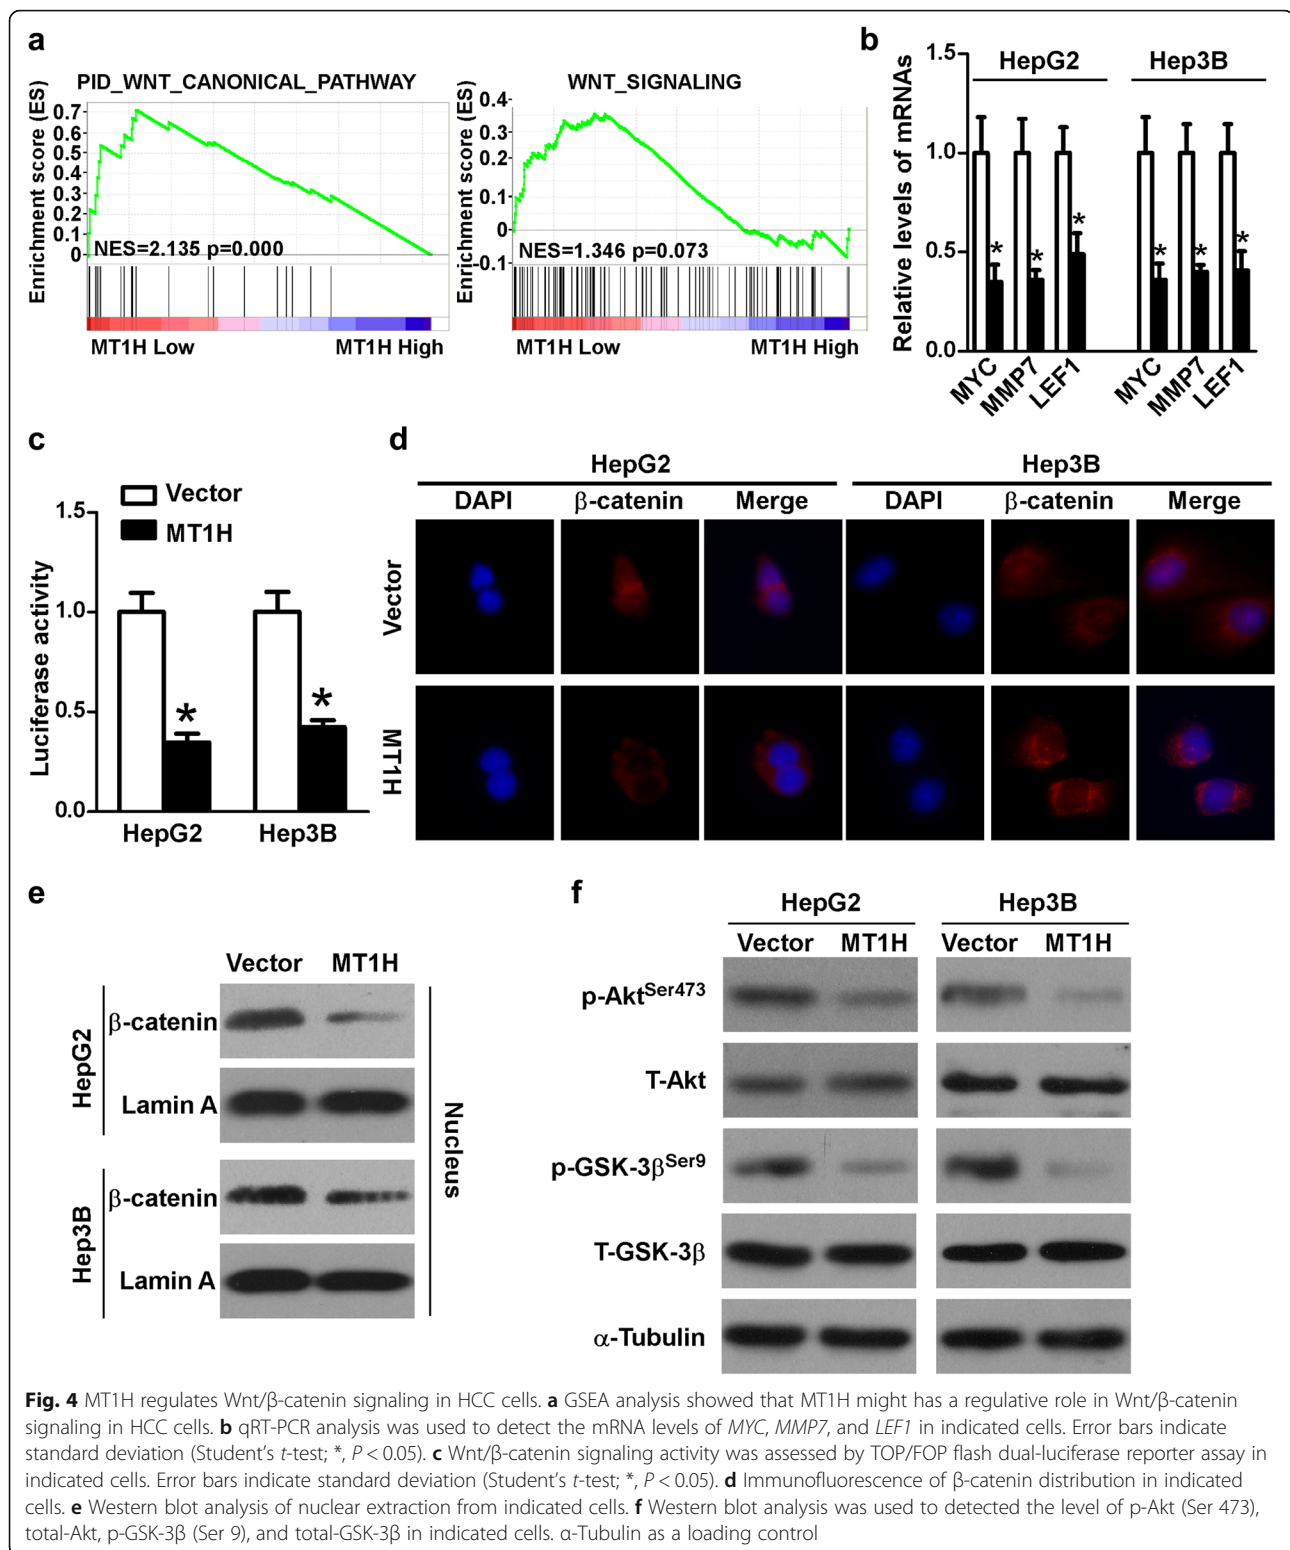 a
PID_WNT_CANONICAL_PATHWAY
Enrichment score (ES)
0.7
0.6
0.5
0.4
0.3
0.2
0.1
0
NES=2.135 p=0.000
MT1H Low
MT1H High
WNT_SIGNALING
Enrichment score (ES)
0.4
0.3
0.2
0.1
0
-0.1
NES=1.346 p=0.073
MT1H Low
MT1H High
b
HepG2
Hep3B
Relative levels of mRNAs
1.5
1.0
0.5
0.0
* * * * * *
MYC
MMP7
LEF1
MYC
MMP7
LEF1
c
Vector
MT1H
Luciferase activity
1.5
1.0
0.5
0.0
* *
HepG2
Hep3B
d
HepG2
Hep3B
DAPI
β-catenin
Merge
DAPI
β-catenin
Merge
Vector
MT1H
e
Vector
MT1H
HepG2
β-catenin
Lamin A
Hep3B
β-catenin
Lamin A
Nucleus
f
HepG2
Hep3B
Vector
MT1H
Vector
MT1H
p-Akt^Ser473
T-Akt
p-GSK-3β^Ser9
T-GSK-3β
α-Tubulin
Fig. 4 MT1H regulates Wnt/β-catenin signaling in HCC cells. a GSEA analysis showed that MT1H might has a regulative role in Wnt/β-catenin
signaling in HCC cells. b qRT-PCR analysis was used to detect the mRNA levels of MYC, MMP7, and LEF1 in indicated cells. Error bars indicate
standard deviation (Student's t-test; *, P < 0.05). c Wnt/β-catenin signaling activity was assessed by TOP/FOP flash dual-luciferase reporter assay in
indicated cells. Error bars indicate standard deviation (Student's t-test; *, P < 0.05). d Immunofluorescence of β-catenin distribution in indicated
cells. e Western blot analysis of nuclear extraction from indicated cells. f Western blot analysis was used to detected the level of p-Akt (Ser 473),
total-Akt, p-GSK-3β (Ser 9), and total-GSK-3β in indicated cells. α-Tubulin as a loading control